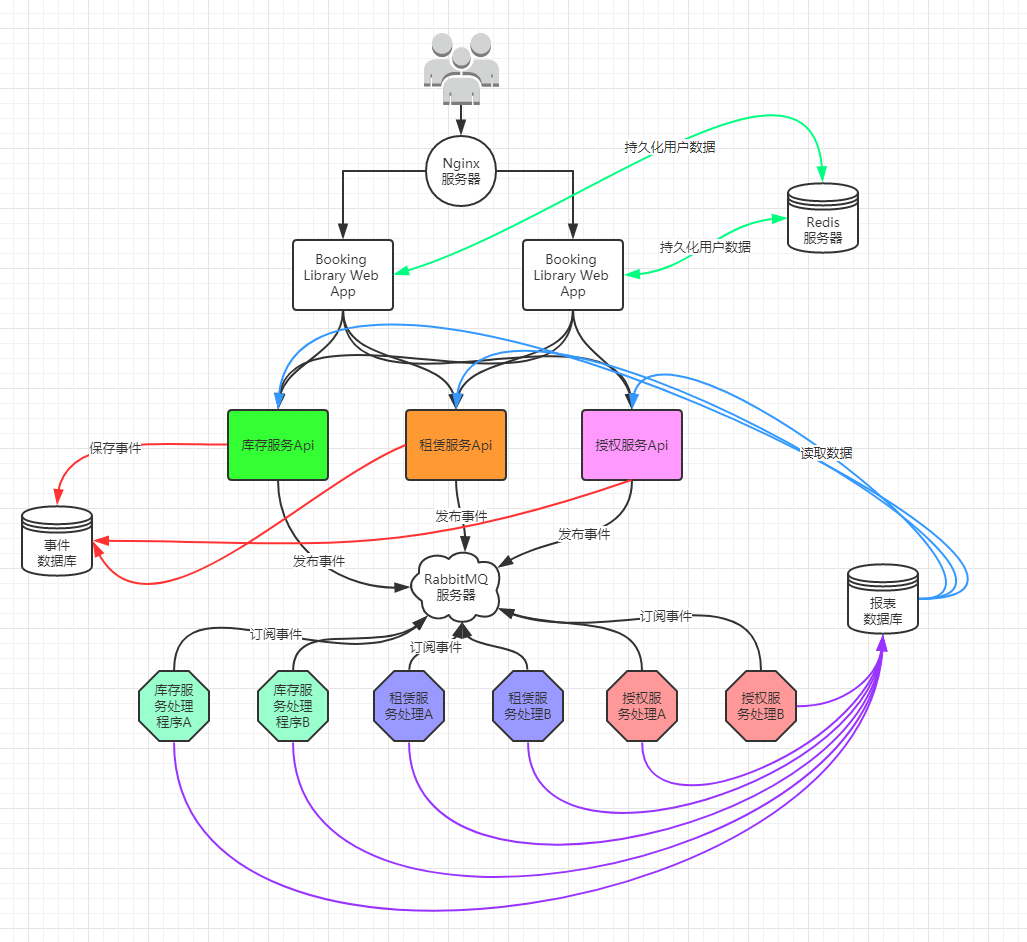 Nginx
服务器
持久化用户数据
Redis
服务器
持久化用户数据
Booking
Library Web
App
Booking
Library Web
App
库存服务Api
租赁服务Api
授权服务Api
保存事件
读取数据
发布事件
发布事件
发布事件
事件
数据库
RabbitMQ
服务器
报表
数据库
订阅事件
订阅事件
订阅事件
库存服
务处理
程序A
库存服
务处理
程序B
租赁服
务处理A
租赁服
务处理B
授权服
务处理A
授权服
务处理B